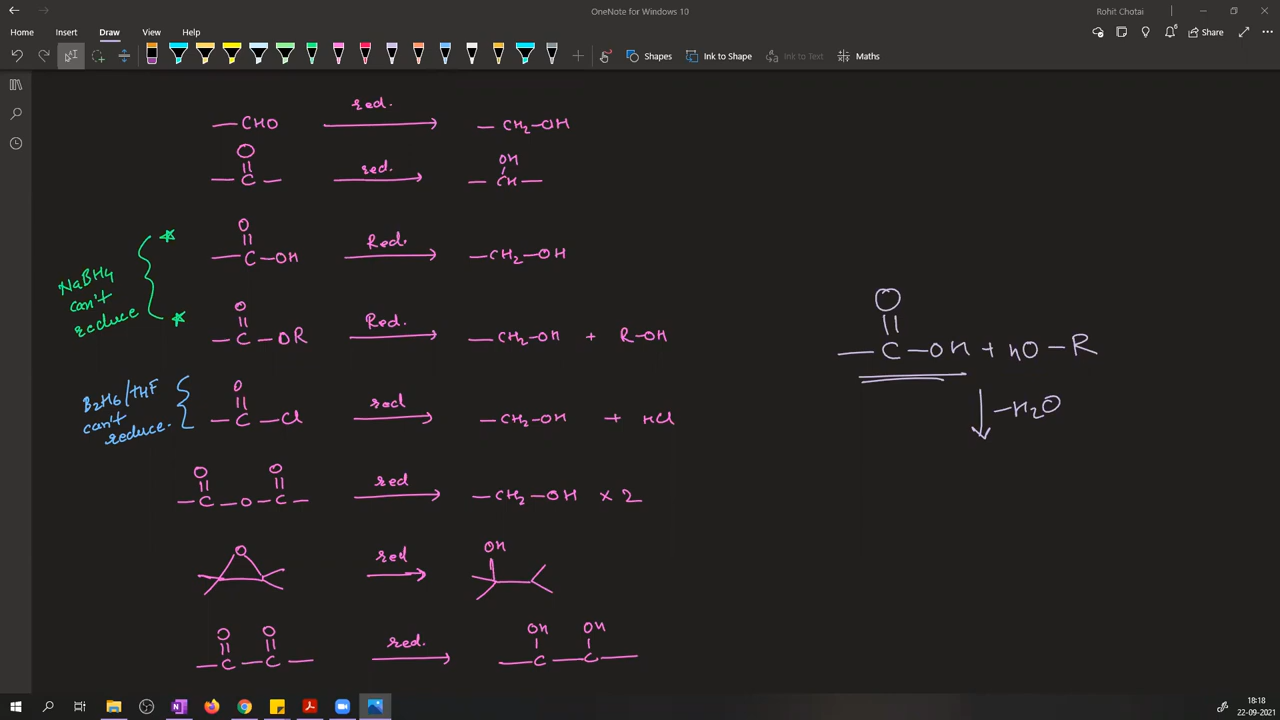 OneNote for Windows 10
Rohit Chatai
Home Insert Draw View Help
Share
Shapes Ink to Shape Ink to Text Maths
—CHO red. —CH2—OH
O
=
—C— red. OH
—CH—
O
—C—OH Red. —CH2—OH
NaBH4
can't
reduce
O
—C—OR Red. —CH2—OH + R—OH
B2H6/THF
can't
reduce.
O
—C—Cl red —CH2—OH + HCl
O O
—C—O—C— red —CH2—OH × 2
O red OH
O O
—C—C— red. OH OH
—C—C—
O
—C—OH + HO—R
—H2O
18:18
22-09-2021